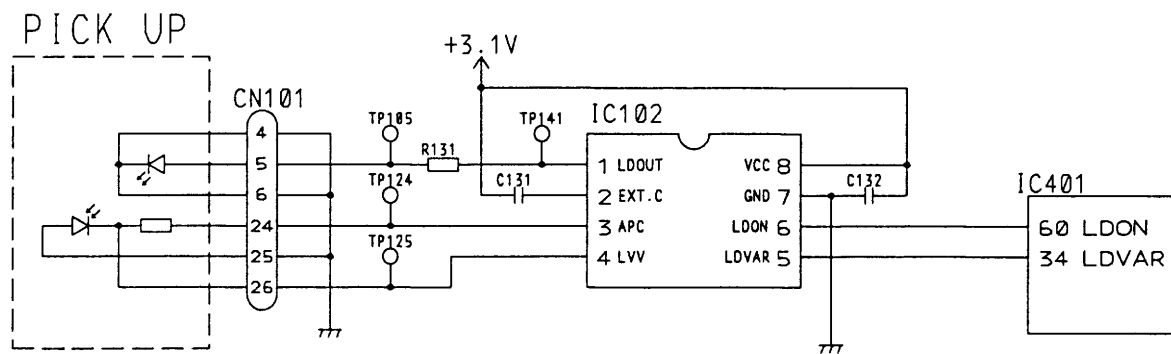 PICK UP
+3.1V
CN101
IC102
TP105
TP141
R131
4
5
1 LDOUT
VCC 8
C131
C132
IC401
6
TP124
2 EXT.C
GND 7
24
3 APC
LDON 6
60 LDON
25
TP125
4 LVV
LDVAR 5
34 LDVAR
26